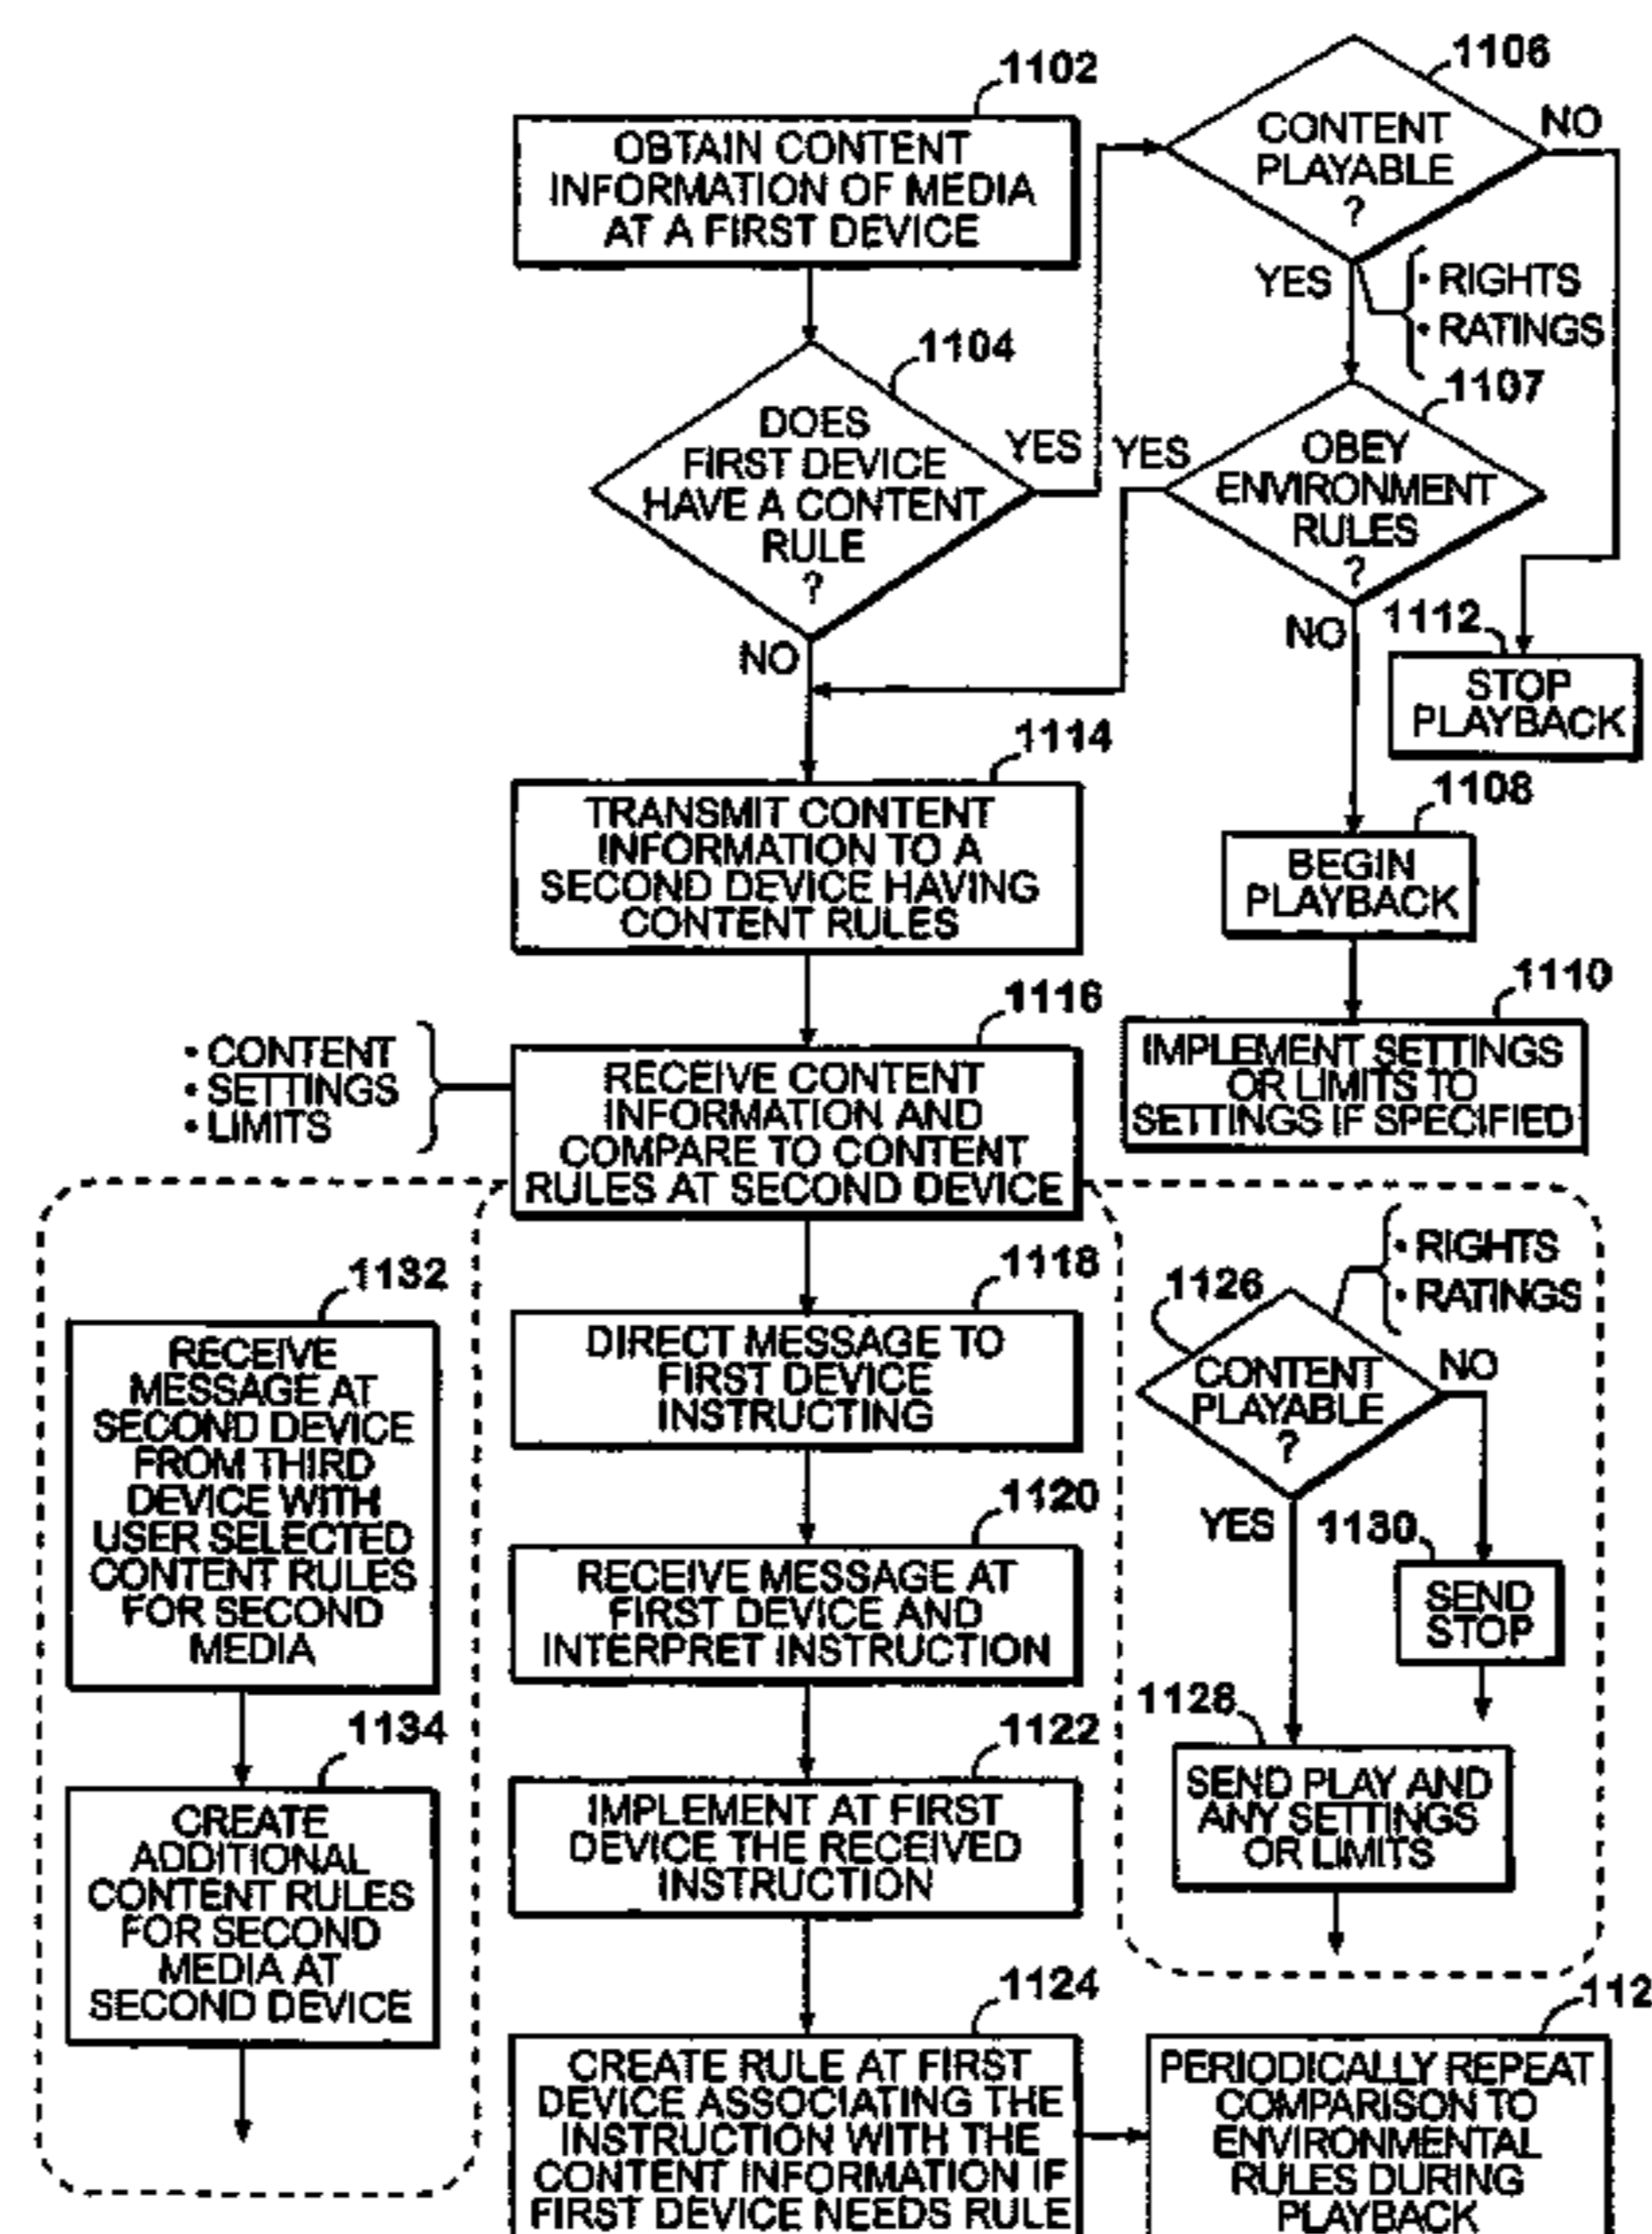 1102
OBTAIN CONTENT
INFORMATION OF MEDIA
AT A FIRST DEVICE
1106
CONTENT
PLAYABLE
?
NO
YES
• RIGHTS
• RATINGS
1104
DOES
FIRST DEVICE
HAVE A CONTENT
RULE
?
YES
NO
1107
YES
OBEY
ENVIRONMENT
RULES
?
NO
1112
STOP
PLAYBACK
1114
TRANSMIT CONTENT
INFORMATION TO A
SECOND DEVICE HAVING
CONTENT RULES
1108
BEGIN
PLAYBACK
1110
IMPLEMENT SETTINGS
OR LIMITS TO
SETTINGS IF SPECIFIED
1116
• CONTENT
• SETTINGS
• LIMITS
RECEIVE CONTENT
INFORMATION AND
COMPARE TO CONTENT
RULES AT SECOND DEVICE
1118
DIRECT MESSAGE TO
FIRST DEVICE
INSTRUCTING
1120
RECEIVE MESSAGE AT
FIRST DEVICE AND
INTERPRET INSTRUCTION
1122
IMPLEMENT AT FIRST
DEVICE THE RECEIVED
INSTRUCTION
1124
CREATE RULE AT FIRST
DEVICE ASSOCIATING THE
INSTRUCTION WITH THE
CONTENT INFORMATION IF
FIRST DEVICE NEEDS RULE
112
PERIODICALLY REPEAT
COMPARISON TO
ENVIRONMENTAL
RULES DURING
PLAYBACK
1126
• RIGHTS
• RATINGS
CONTENT
PLAYABLE
?
NO
YES
1130
SEND
STOP
1128
SEND PLAY AND
ANY SETTINGS
OR LIMITS
1132
RECEIVE
MESSAGE AT
SECOND DEVICE
FROM THIRD
DEVICE WITH
USER SELECTED
CONTENT RULES
FOR SECOND
MEDIA
1134
CREATE
ADDITIONAL
CONTENT RULES
FOR SECOND
MEDIA AT
SECOND DEVICE